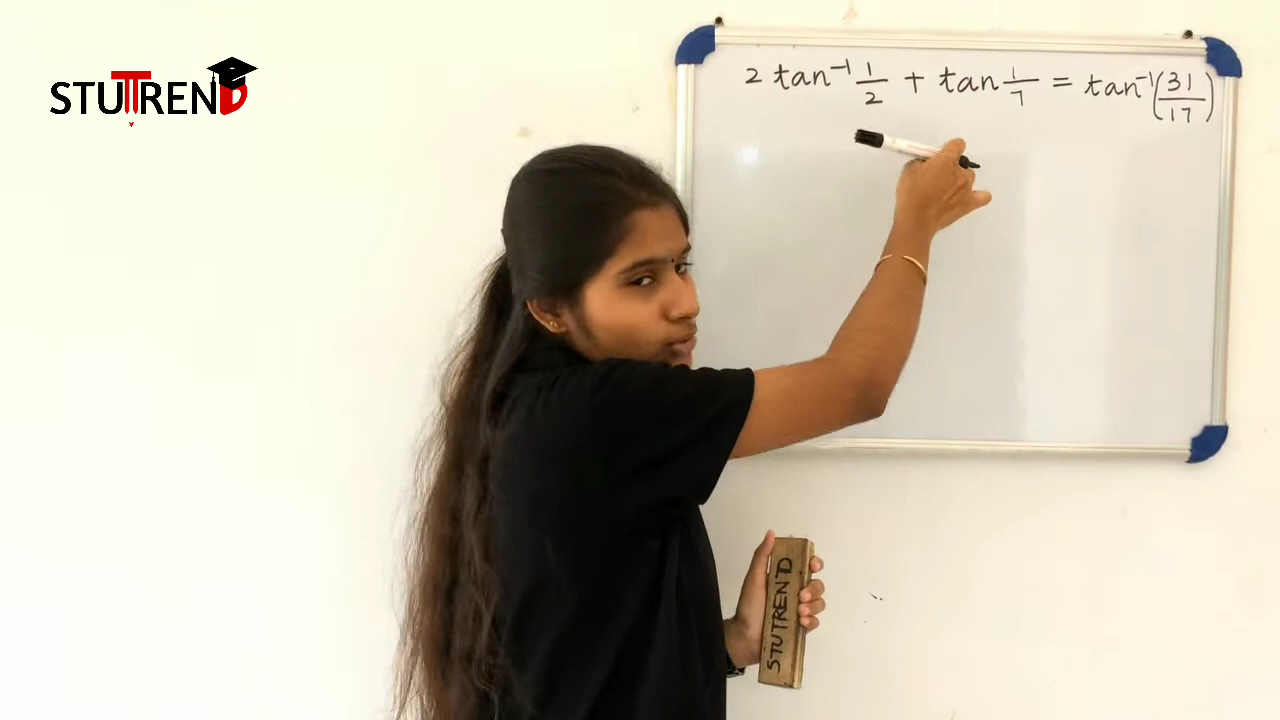 STUTREND
2 tan⁻¹ 1/2 + tan 1/7 = tan⁻¹(31/17)
STUTREND